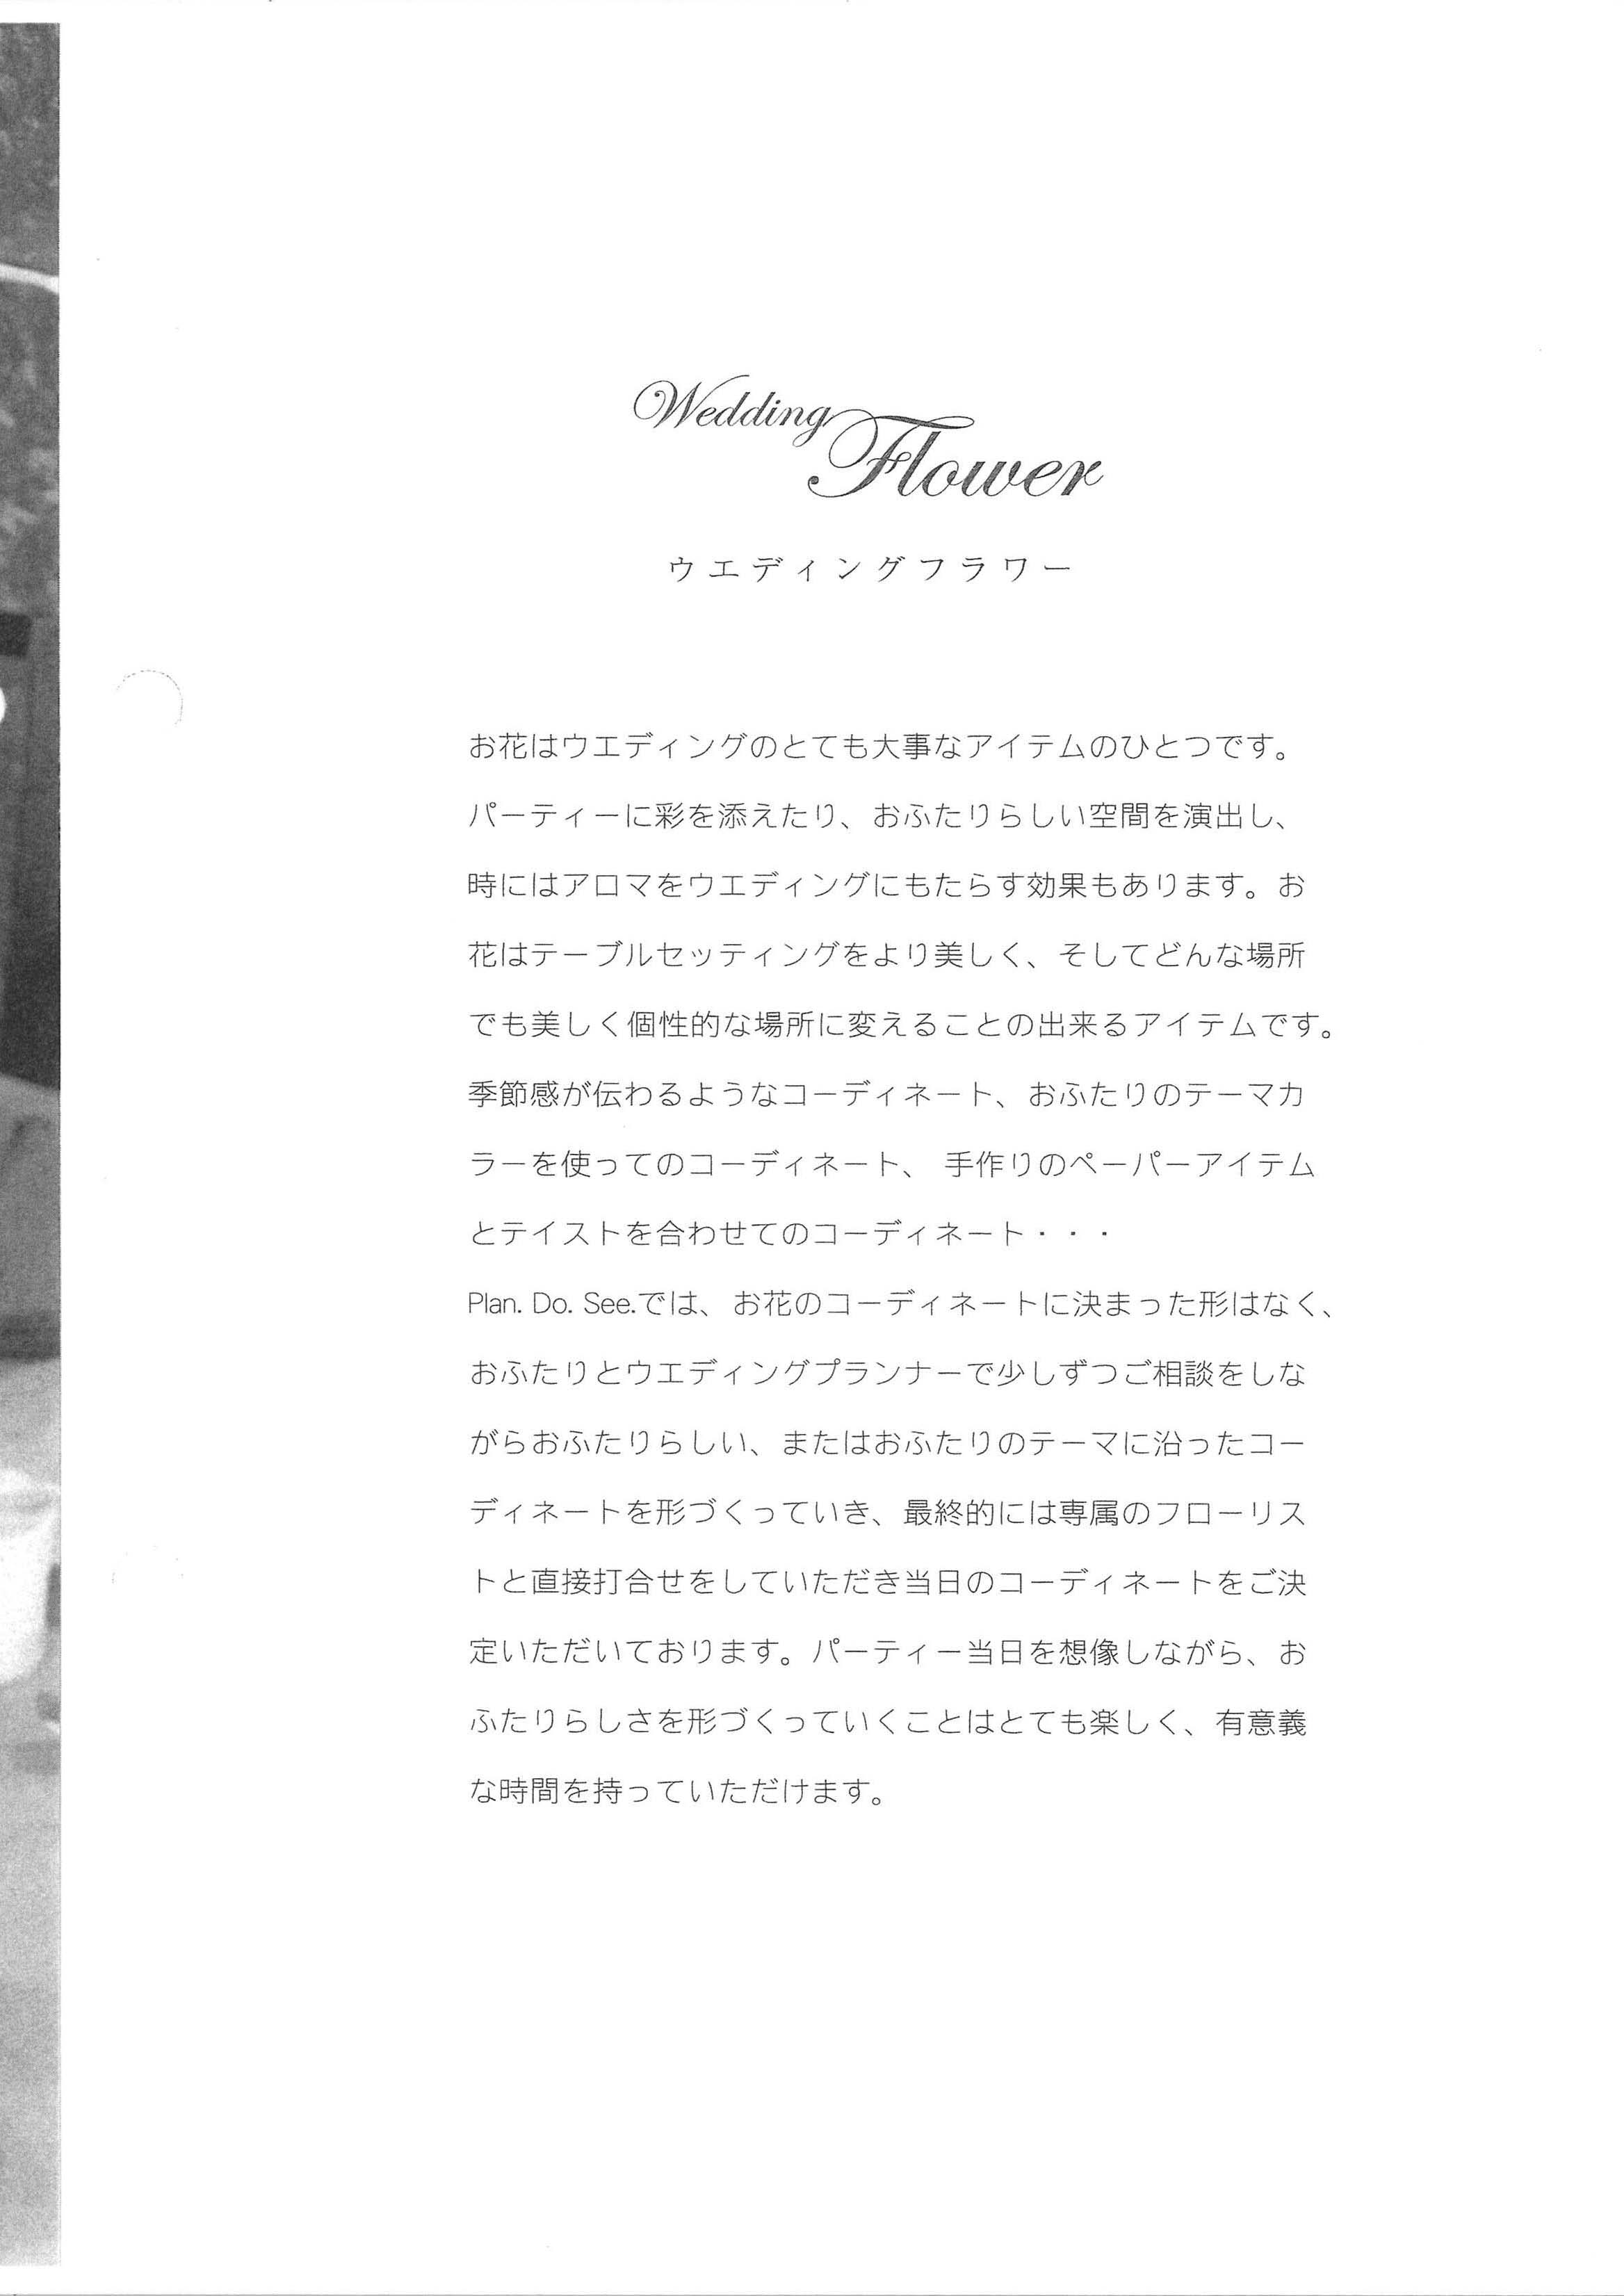 Wedding
Flower
ウエディングフラワー
お花はウエディングのとても大事なアイテムのひとつです。
パーティーに彩を添えたり、おふたりらしい空間を演出し、
時にはアロマをウエディングにもたらす効果もあります。お
花はテーブルセッティングをより美しく、そしてどんな場所
でも美しく個性的な場所に変えることの出来るアイテムです。
季節感が伝わるようなコーディネート、おふたりのテーマカ
ラーを使ってのコーディネート、 手作りのペーパーアイテム
とテイストを合わせてのコーディネート・・・
Plan. Do. See.では、お花のコーディネートに決まった形はなく、
おふたりとウエディングプランナーで少しずつご相談をしな
がらおふたりらしい、またはおふたりのテーマに沿ったコー
ディネートを形づくっていき、最終的には専属のフローリス
トと直接打合せをしていただき当日のコーディネートをご決
定いただいております。パーティー当日を想像しながら、お
ふたりらしさを形づくっていくことはとても楽しく、有意義
な時間を持っていただけます。